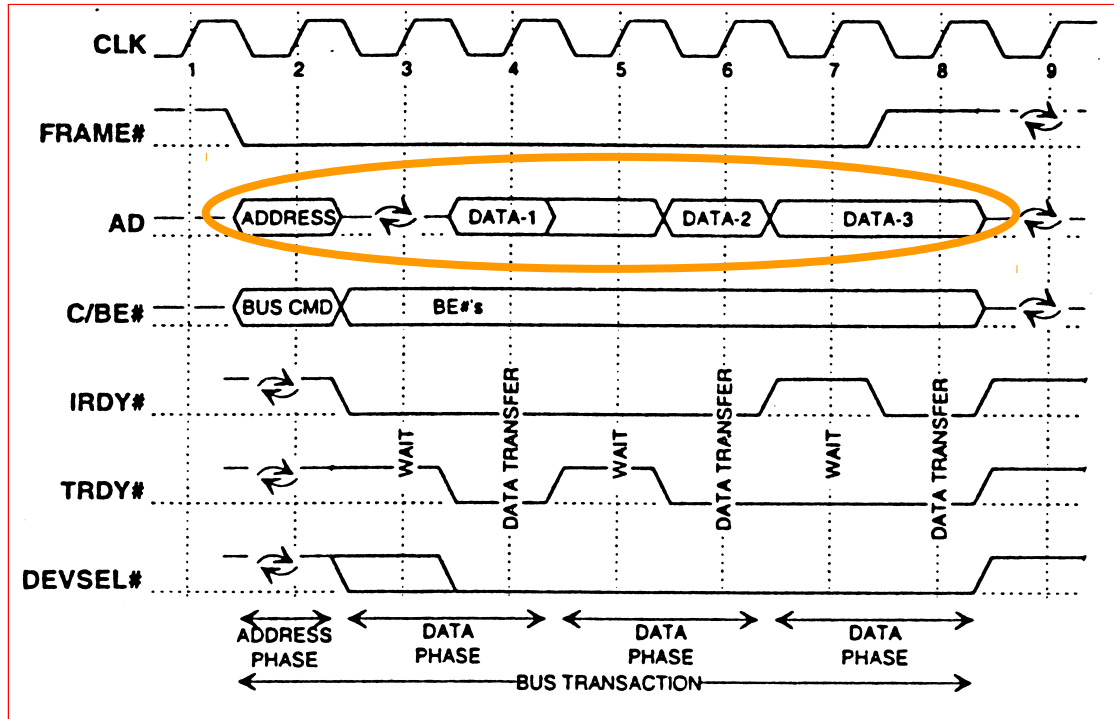 CLK
1 2 3 4 5 6 7 8 9
FRAME#
AD
ADDRESS DATA-1 DATA-2 DATA-3
C/BE#
BUS CMD BE#'s
IRDY#
TRDY#
WAIT
DATA TRANSFER
WAIT
DATA TRANSFER
WAIT
DATA TRANSFER
DEVSEL#
ADDRESS PHASE
DATA PHASE
DATA PHASE
DATA PHASE
BUS TRANSACTION